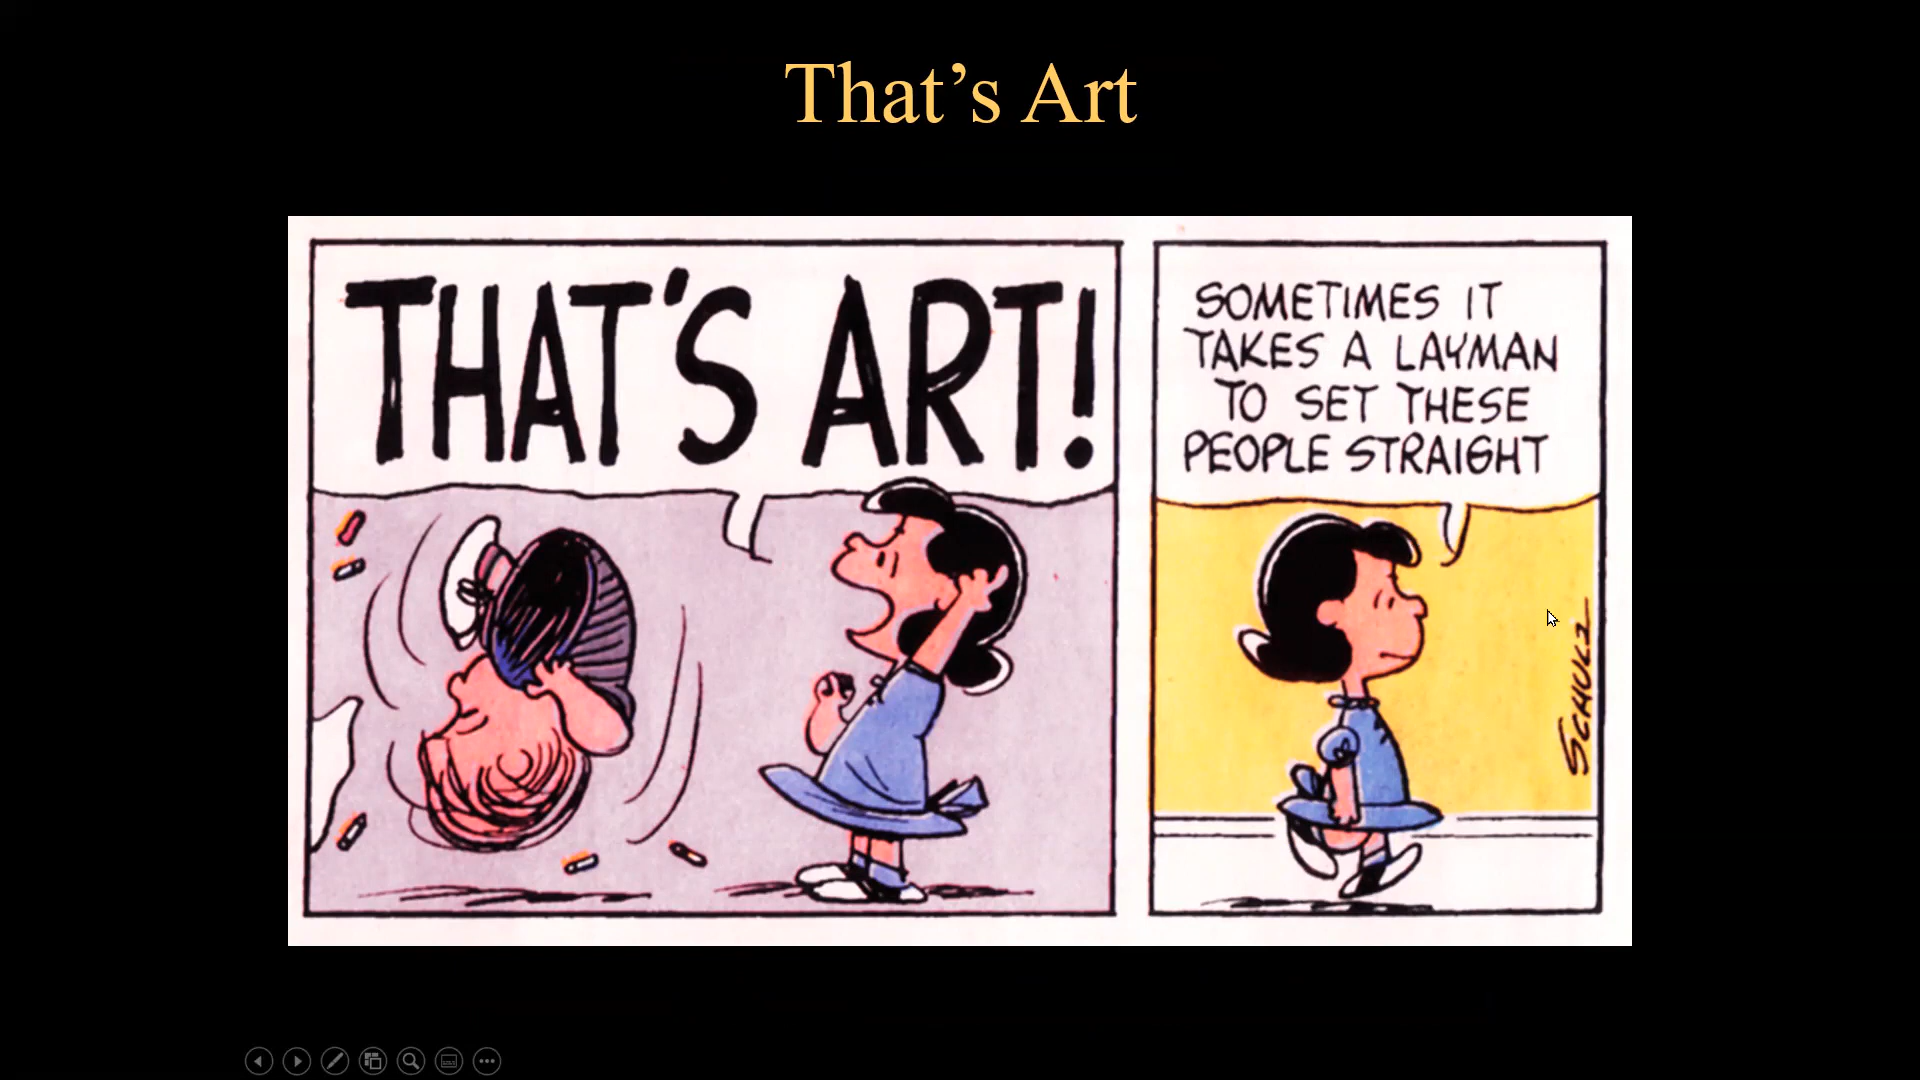 That’s Art
THAT'S ART!
SOMETIMES IT
TAKES A LAYMAN
TO SET THESE
PEOPLE STRAIGHT
SCHULZ